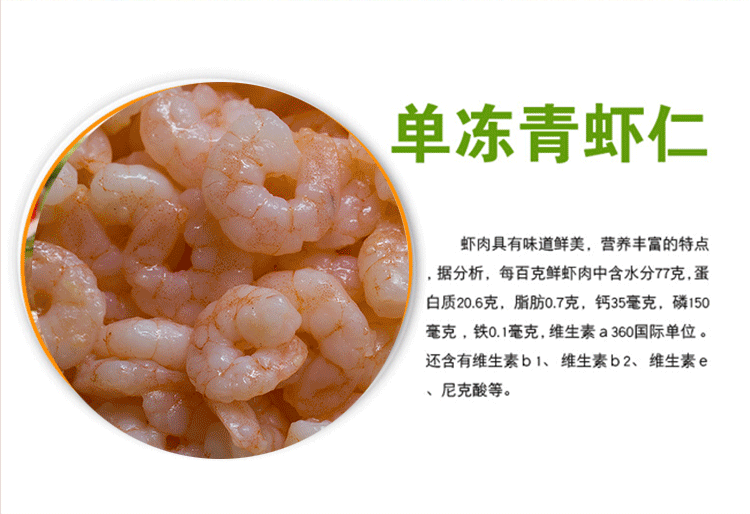 单冻青虾仁
虾肉具有味道鲜美，营养丰富的特点
,据分析，每百克鲜虾肉中含水分77克,蛋
白质20.6克，脂肪0.7克，钙35毫克，磷150
毫克 ,铁0.1毫克,维生素a360国际单位。
还含有维生素b1、维生素b2、维生素e
、尼克酸等。